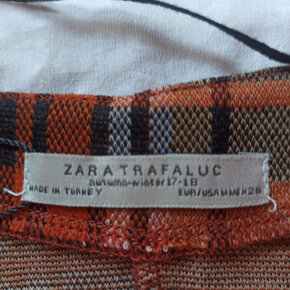 ZARA TRAFALUC
autumn-winter 17-18
MADE IN TURKEY EUR/USA M MEX 28